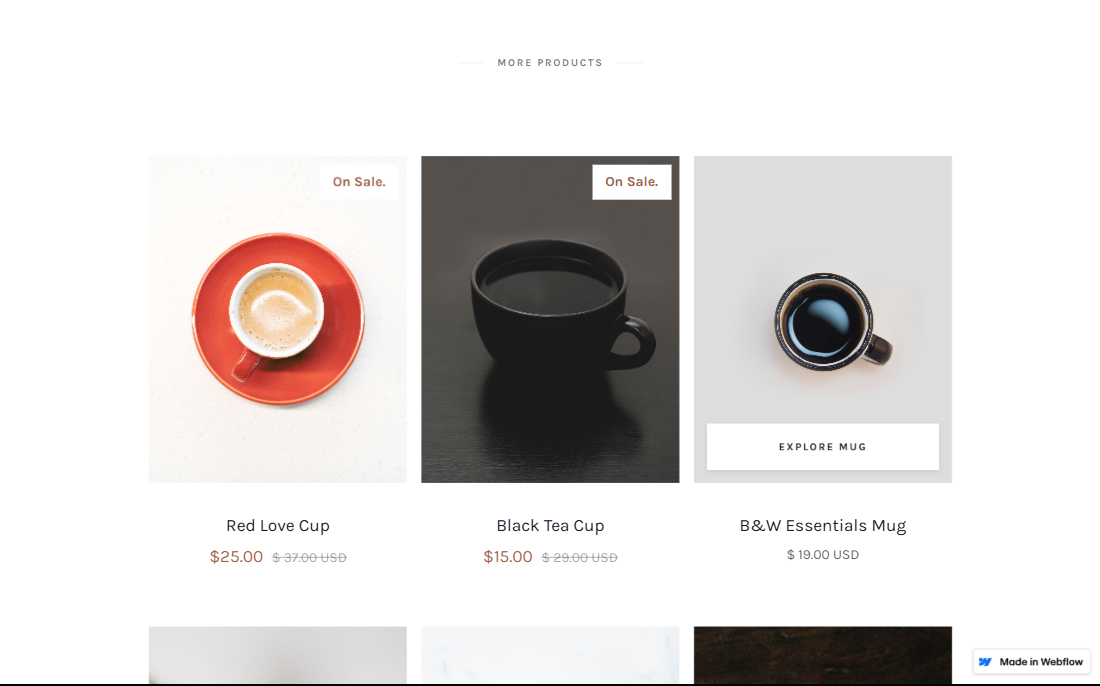 MORE PRODUCTS
On Sale.
On Sale.
EXPLORE MUG
Red Love Cup
Black Tea Cup
B&W Essentials Mug
$25.00 $ 37.00 USD
$15.00 $ 29.00 USD
$ 19.00 USD
Made in Webflow